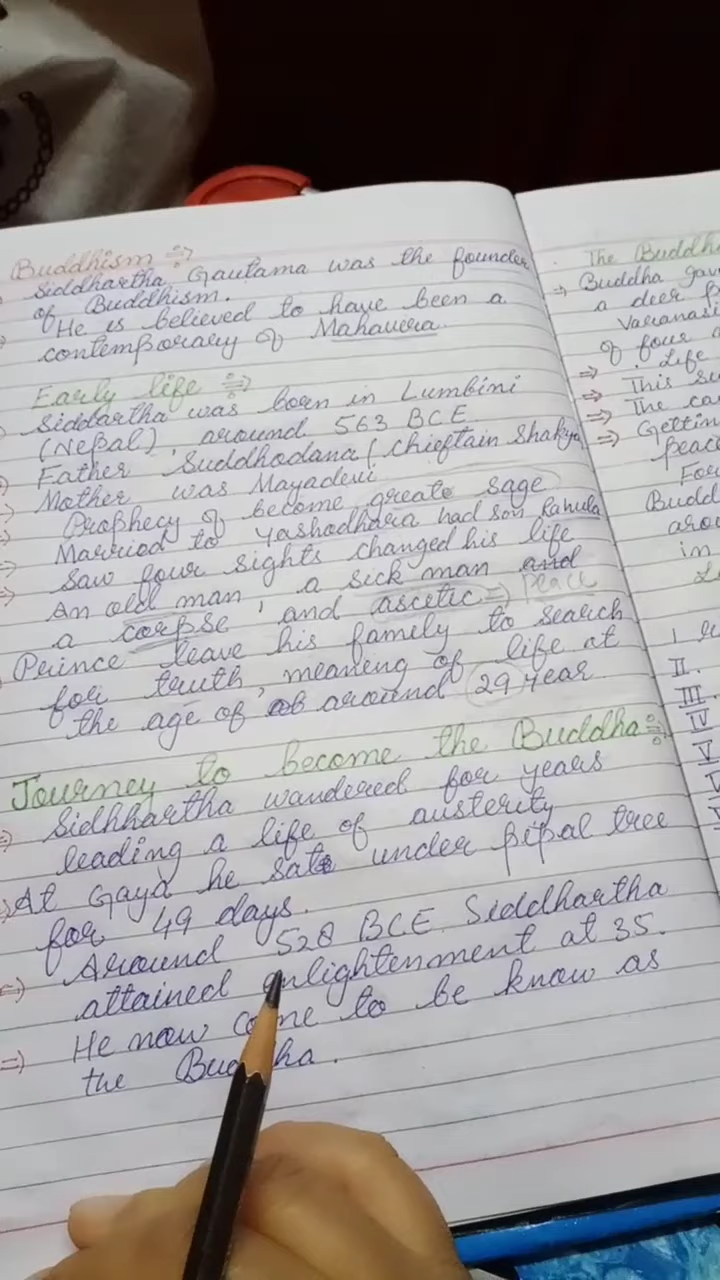 Buddhism ⇒
Siddhartha Gautama was the founder
of Buddhism.
He is believed to have been a
contemporary of Mahavira.
Early life ⇒
Siddartha was born in Lumbini
(Nepal), around 563 BCE
Father Suddhodana (Chieftain Shakya
Mother was Mayadevi
Prophecy of become greate sage
Married to Yashodhara had son Rahula
Saw four sights changed his life
An old man, a sick man and
a corpse and ascetic ⇒ peace
Prince leave his family to search
for truth, meaning of life at
the age of around 29 year
Journey to become the Buddha ⇒
Sidhhartha wandered for years
leading a life of austerity
At Gaya he sat under pipal tree
for 49 days.
Around 528 BCE Siddhartha
attained enlightenment at 35.
⇒ He now come to be know as
the Buddha.
The Buddh
⇒ Buddha gav
a deer
Varanasi
of four
. Life
⇒ This
⇒ The ca
⇒ Gettin
peac
Budd
arou
in
I
II.
III.
IV
V